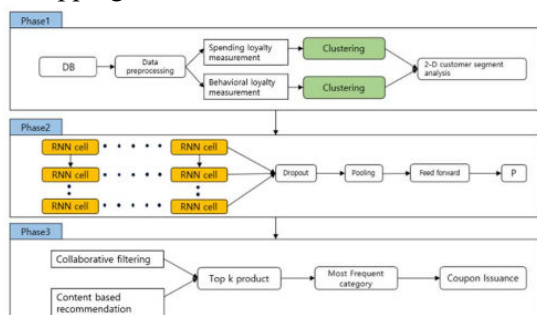 Phase1
DB
Data
preprocessing
Spending loyalty
measurement
Clustering
Behavioral loyalty
measurement
Clustering
2-D customer segment
analysis
Phase2
RNN cell
RNN cell
RNN cell
RNN cell
RNN cell
RNN cell
Dropout
Pooling
Feed forward
P
Phase3
Collaborative filtering
Content based
recommendation
Top k product
Most Frequent
category
Coupon Issuance